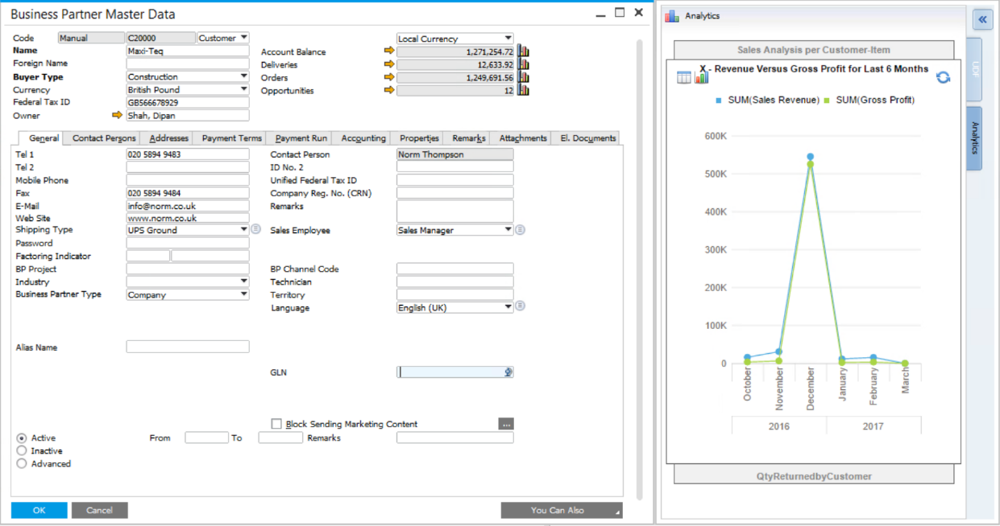 Business Partner Master Data
Code Manual C20000 Customer Local Currency
Name Maxi-Teq Account Balance 1,271,254.72
Foreign Name Deliveries 12,633.92
Buyer Type Construction Orders 1,249,691.56
Currency British Pound Opportunities 12
Federal Tax ID GB566678929
Owner Shah, Dipan
General Contact Persons Addresses Payment Terms Payment Run Accounting Properties Remarks Attachments El. Documents
Tel 1 020 5894 9483 Contact Person Norm Thompson
Tel 2 ID No. 2
Mobile Phone Unified Federal Tax ID
Fax 020 5894 9484 Company Reg. No. (CRN)
E-Mail info@norm.co.uk Remarks
Web Site www.norm.co.uk
Shipping Type UPS Ground Sales Employee Sales Manager
Password
Factoring Indicator
BP Project BP Channel Code
Industry Technician
Business Partner Type Company Territory
Language English (UK)
Alias Name
GLN
Block Sending Marketing Content ...
Active From To Remarks
Inactive
Advanced
OK Cancel You Can Also
Analytics
«
UDF
Analytics
Sales Analysis per Customer-Item
X - Revenue Versus Gross Profit for Last 6 Months
SUM(Sales Revenue) SUM(Gross Profit)
600K
500K
400K
300K
200K
100K
0
October November December January February March
2016 2017
QtyReturnedbyCustomer